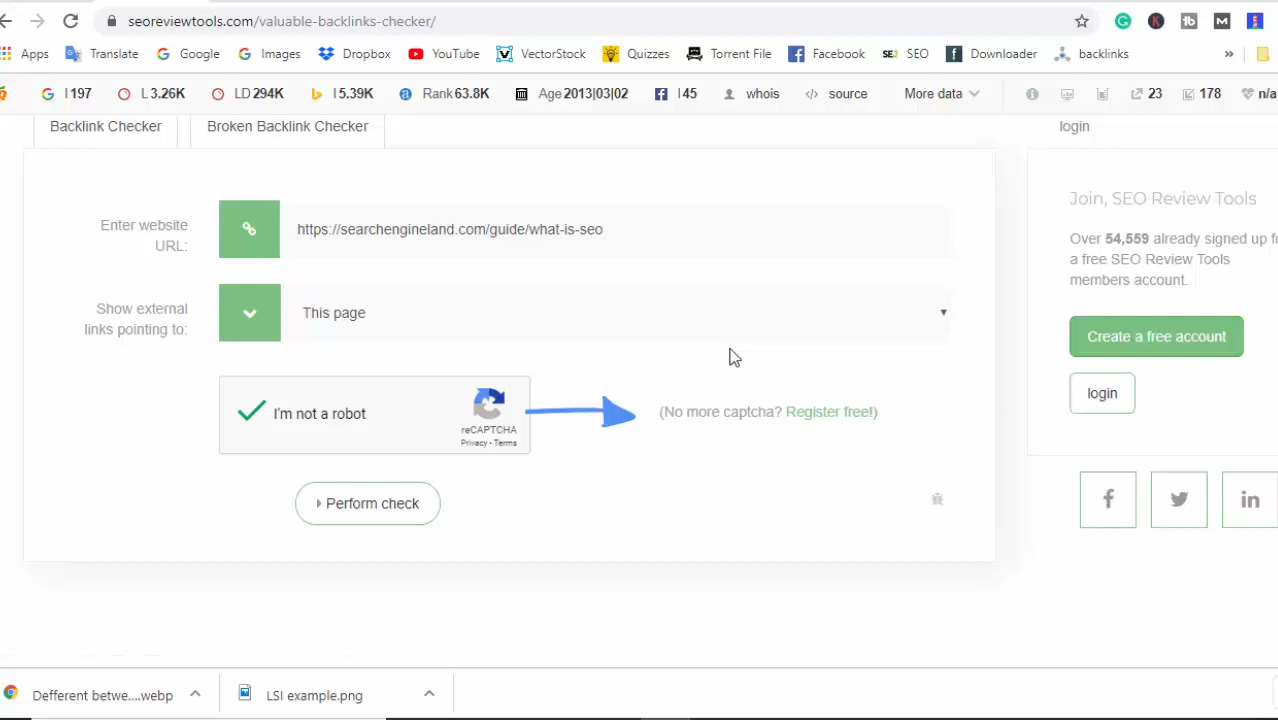 seoreviewtools.com/valuable-backlinks-checker/
Apps Translate Google Images Dropbox YouTube VectorStock Quizzes Torrent File Facebook SEJ SEO Downloader backlinks »
I 197 L 3.26K LD 294K I 5.39K Rank 63.8K Age 2013|03|02 I 45 whois source More data 23 178 n/a
Backlink Checker Broken Backlink Checker login
Enter website
URL:
https://searchengineland.com/guide/what-is-seo
Show external
links pointing to:
This page
I'm not a robot
reCAPTCHA
Privacy - Terms
(No more captcha? Register free!)
Perform check
Join, SEO Review Tools
Over 54,559 already signed up fo
a free SEO Review Tools
members account.
Create a free account
login
Defferent betwe....webp LSI example.png